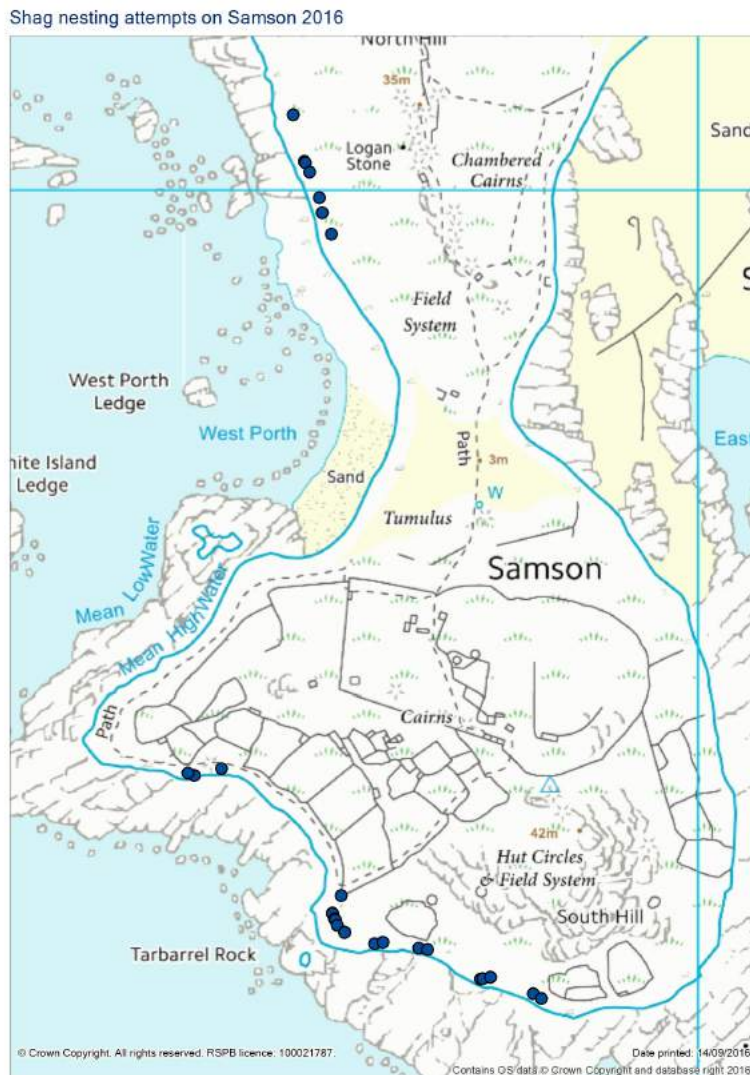 Shag nesting attempts on Samson 2016
North Hill
35m
Logan
Stone
Chambered
Cairns
Sand
Field
System
West Porth
Ledge
West Porth
Path
3m
East
Ledge
Sand
W
Tumulus
Samson
Mean Low Water
Mean High Water
Path
Cairns
42m
Hut Circles
& Field System
South Hill
Tarbarrel Rock
© Crown Copyright. All rights reserved. RSPB licence: 100021787.
Date printed: 14/09/2016
Contains OS data © Crown Copyright and database right 2016